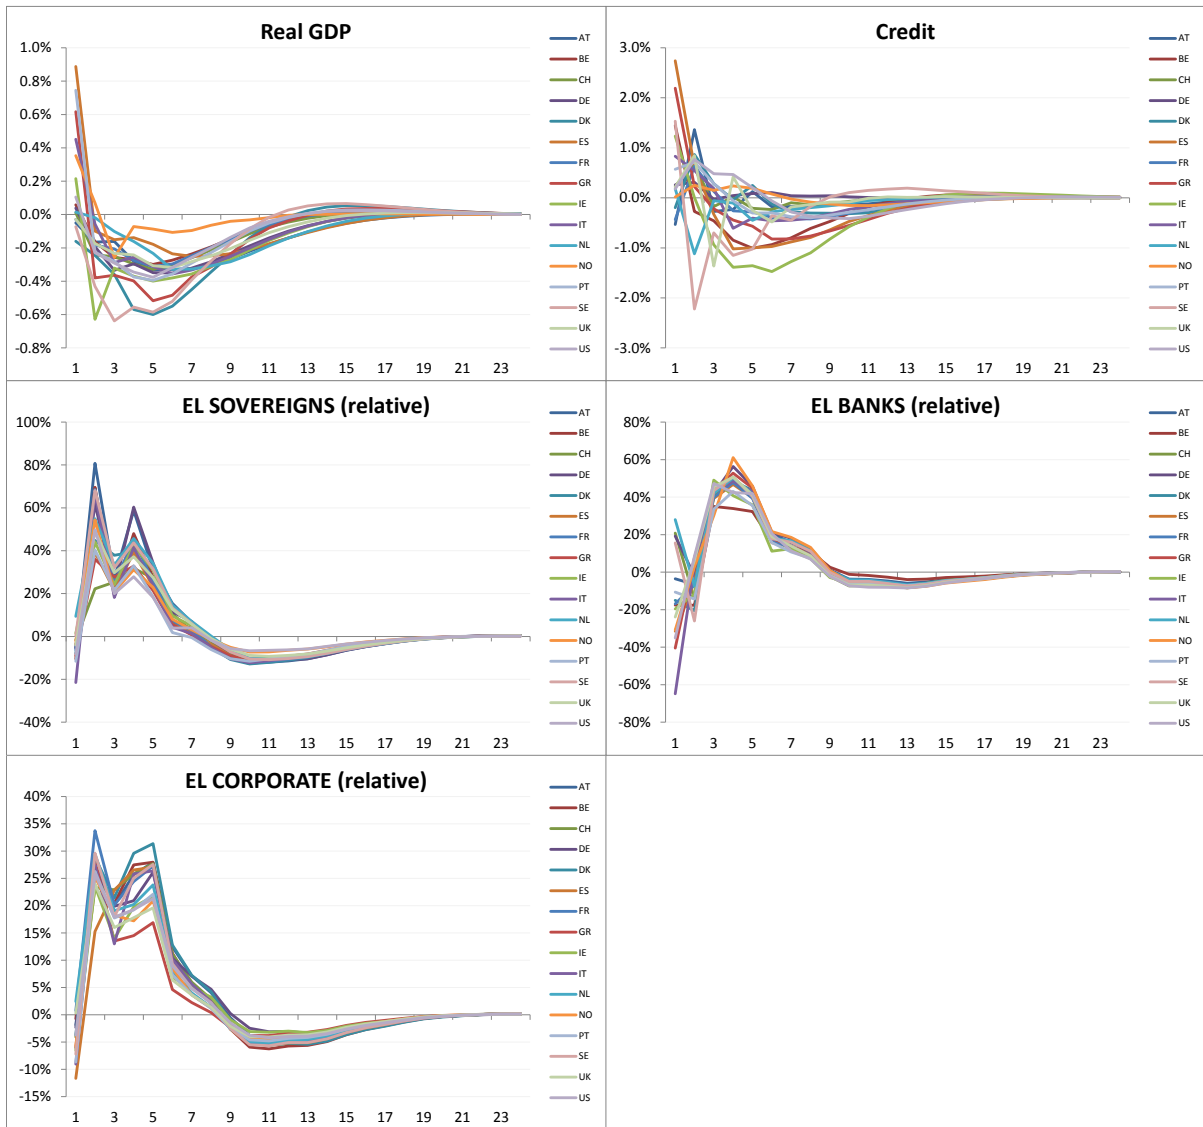 Real GDP
1.0%
0.8%
0.6%
0.4%
0.2%
0.0%
-0.2%
-0.4%
-0.6%
-0.8%
1 3 5 7 9 11 13 15 17 19 21 23
AT
BE
CH
DE
DK
ES
FR
GR
IE
IT
NL
NO
PT
SE
UK
US
Credit
3.0%
2.0%
1.0%
0.0%
-1.0%
-2.0%
-3.0%
1 3 5 7 9 11 13 15 17 19 21 23
AT
BE
CH
DE
DK
ES
FR
GR
IE
IT
NL
NO
PT
SE
UK
US
EL SOVEREIGNS (relative)
100%
80%
60%
40%
20%
0%
-20%
-40%
1 3 5 7 9 11 13 15 17 19 21 23
AT
BE
CH
DE
DK
ES
FR
GR
IE
IT
NL
NO
PT
SE
UK
US
EL BANKS (relative)
80%
60%
40%
20%
0%
-20%
-40%
-60%
-80%
1 3 5 7 9 11 13 15 17 19 21 23
AT
BE
CH
DE
DK
ES
FR
GR
IE
IT
NL
NO
PT
SE
UK
US
EL CORPORATE (relative)
40%
35%
30%
25%
20%
15%
10%
5%
0%
-5%
-10%
-15%
1 3 5 7 9 11 13 15 17 19 21 23
AT
BE
CH
DE
DK
ES
FR
GR
IE
IT
NL
NO
PT
SE
UK
US